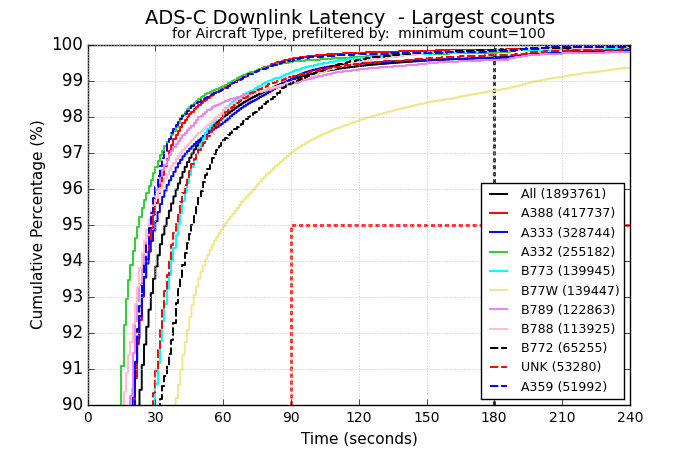 ADS-C Downlink Latency  - Largest counts
for Aircraft Type, prefiltered by:  minimum count=100
Cumulative Percentage (%)
100
99
98
97
96
95
94
93
92
91
90
All (1893761)
A388 (417737)
A333 (328744)
A332 (255182)
B773 (139945)
B77W (139447)
B789 (122863)
B788 (113925)
B772 (65255)
UNK (53280)
A359 (51992)
0 30 60 90 120 150 180 210 240
Time (seconds)